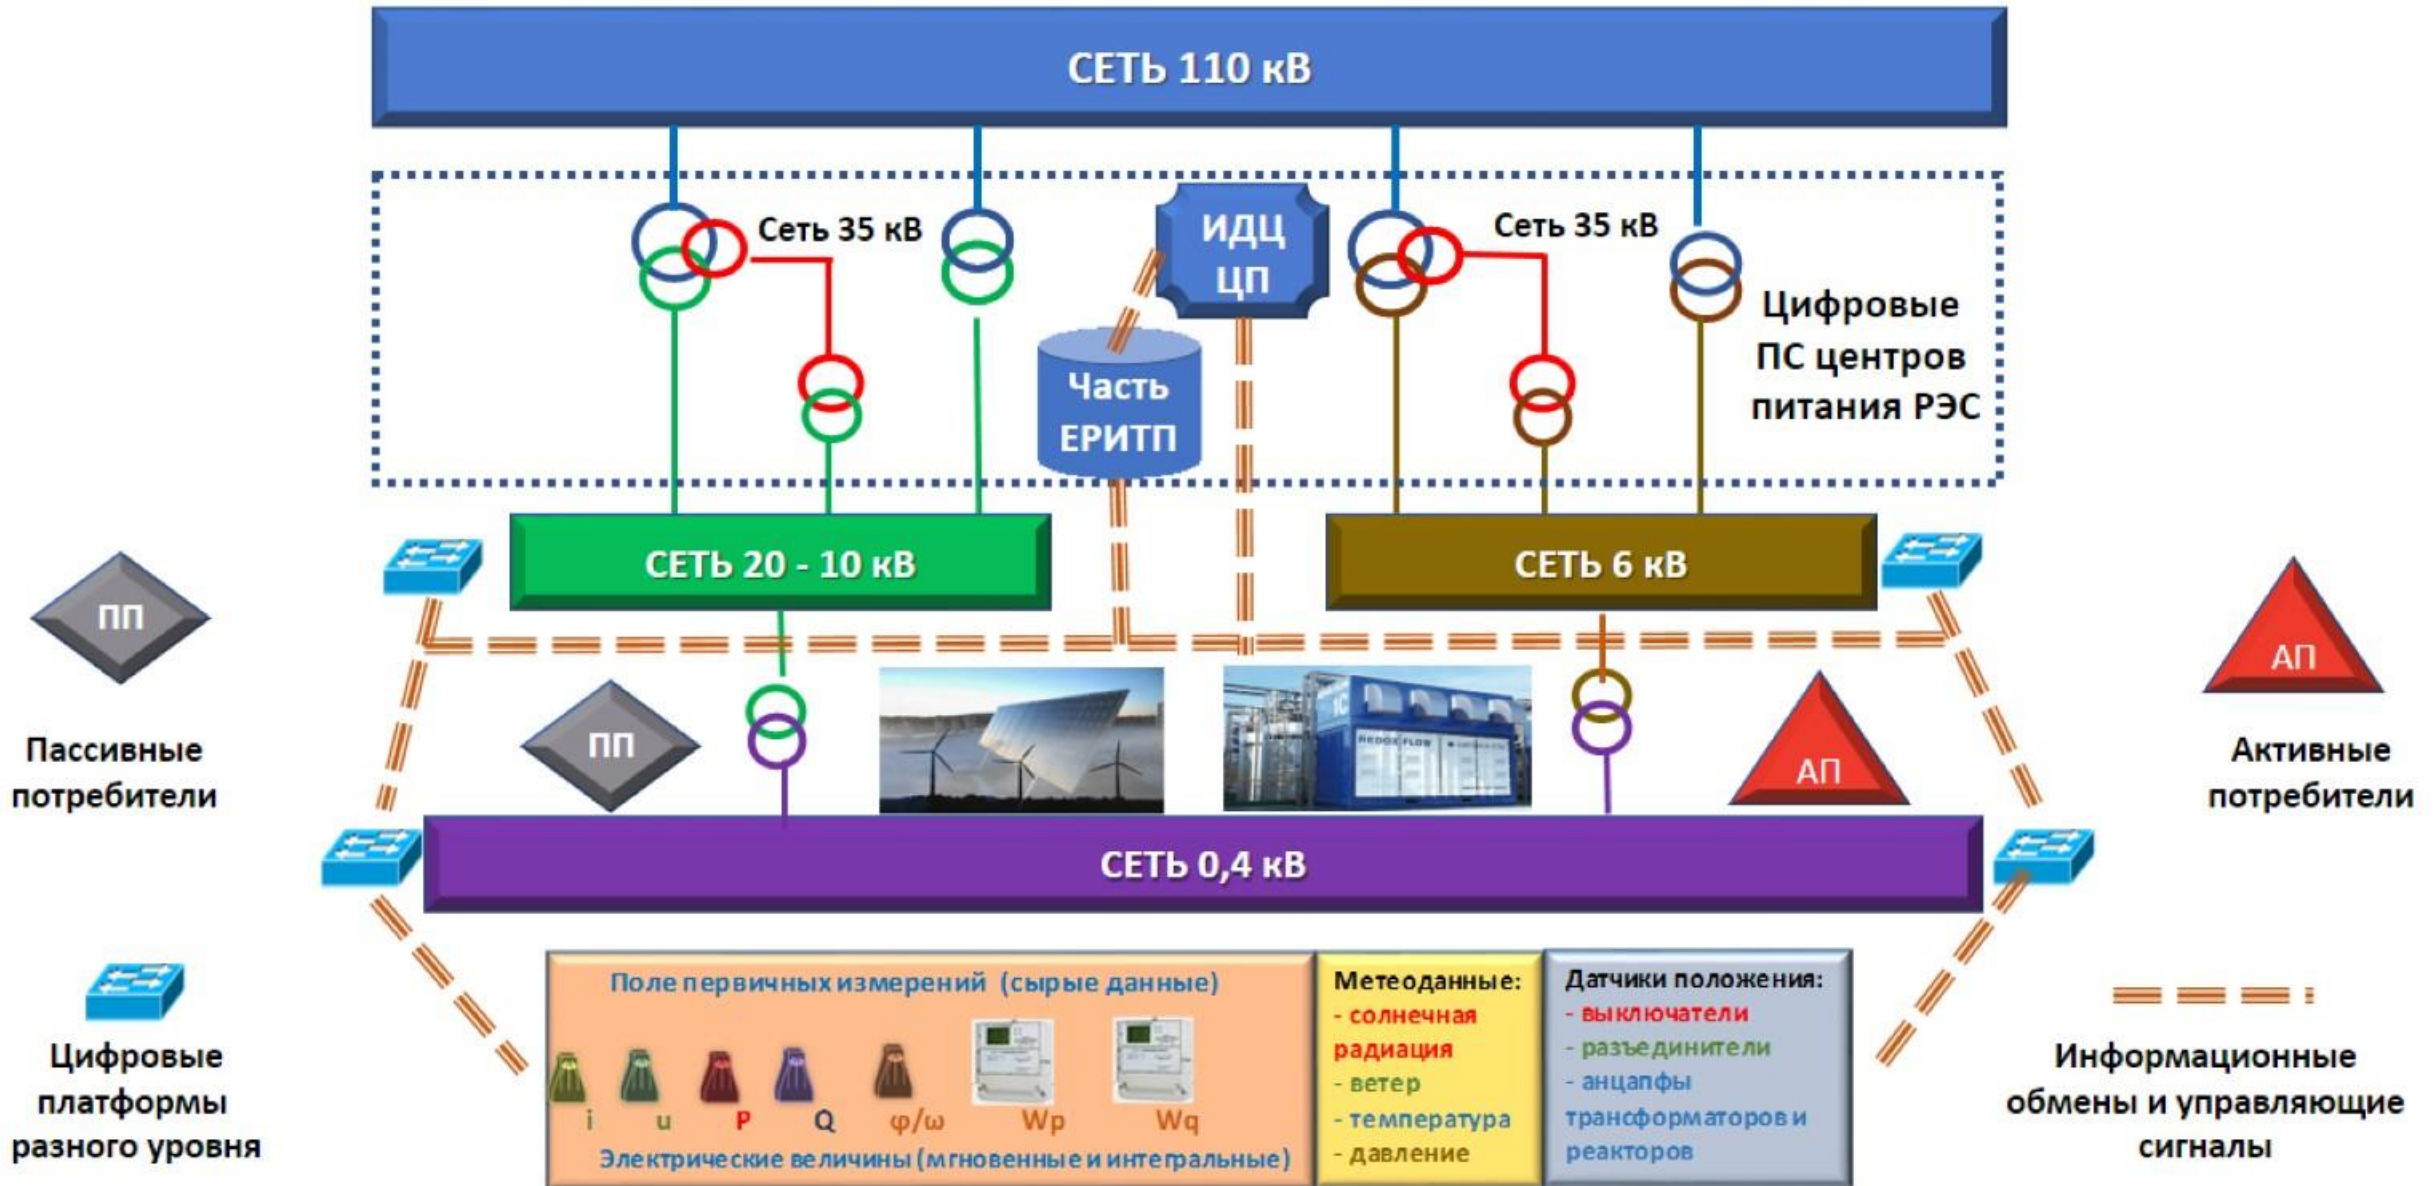 СЕТЬ 110 кВ
Сеть 35 кВ
ИДЦ
ЦП
Сеть 35 кВ
Цифровые
ПС центров
питания РЭС
Часть
ЕРИТП
СЕТЬ 20 - 10 кВ
СЕТЬ 6 кВ
ПП
Пассивные
потребители
ПП
1C
REDOX-FLOW
АП
АП
Активные
потребители
СЕТЬ 0,4 кВ
Цифровые
платформы
разного уровня
Поле первичных измерений (сырые данные)
i u P Q φ/ω Wp Wq
Электрические величины (мгновенные и интегральные)
Метеоданные:
- солнечная
радиация
- ветер
- температура
- давление
Датчики положения:
- выключатели
- разъединители
- анцапфы
трансформаторов и
реакторов
Информационные
обмены и управляющие
сигналы